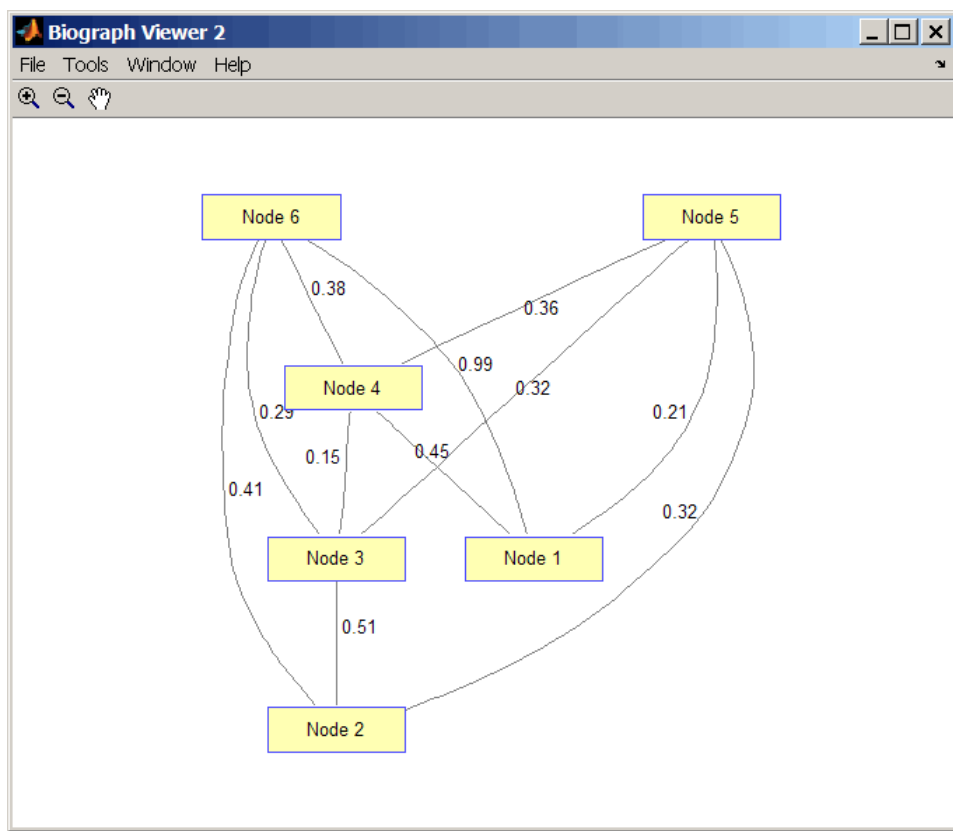 Biograph Viewer 2
File Tools Window Help
Node 6 Node 5
0.38
0.36
0.99
Node 4
0.32
0.29 0.21
0.15 0.45
0.41
0.32
Node 3 Node 1
0.51
Node 2